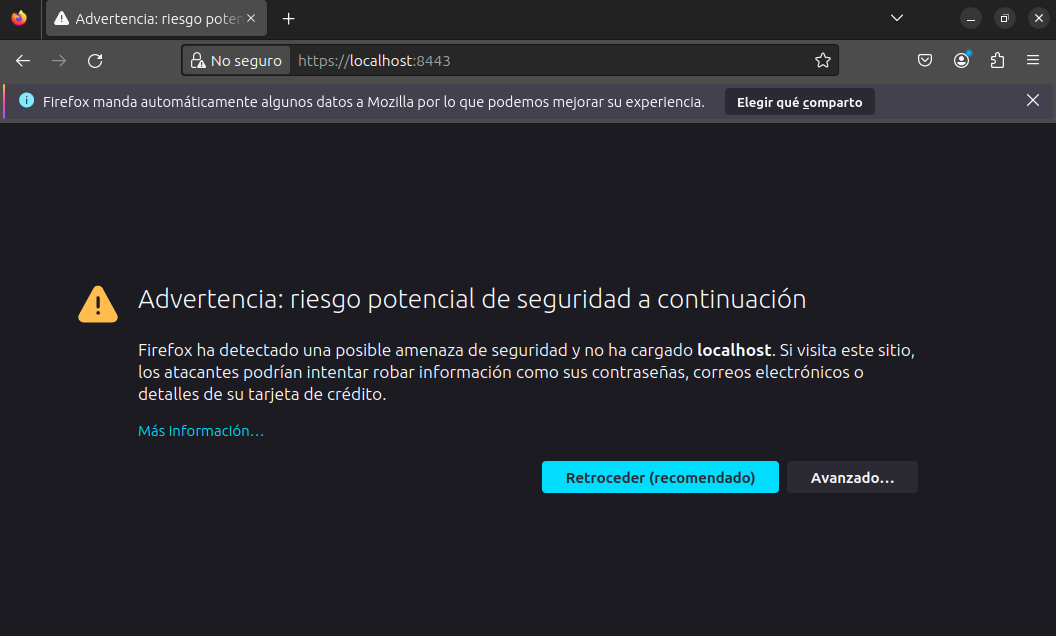 Advertencia: riesgo poten
No seguro https://localhost:8443
Firefox manda automáticamente algunos datos a Mozilla por lo que podemos mejorar su experiencia. Elegir qué comparto
Advertencia: riesgo potencial de seguridad a continuación
Firefox ha detectado una posible amenaza de seguridad y no ha cargado localhost. Si visita este sitio,
los atacantes podrían intentar robar información como sus contraseñas, correos electrónicos o
detalles de su tarjeta de crédito.
Más información…
Retroceder (recomendado) Avanzado…